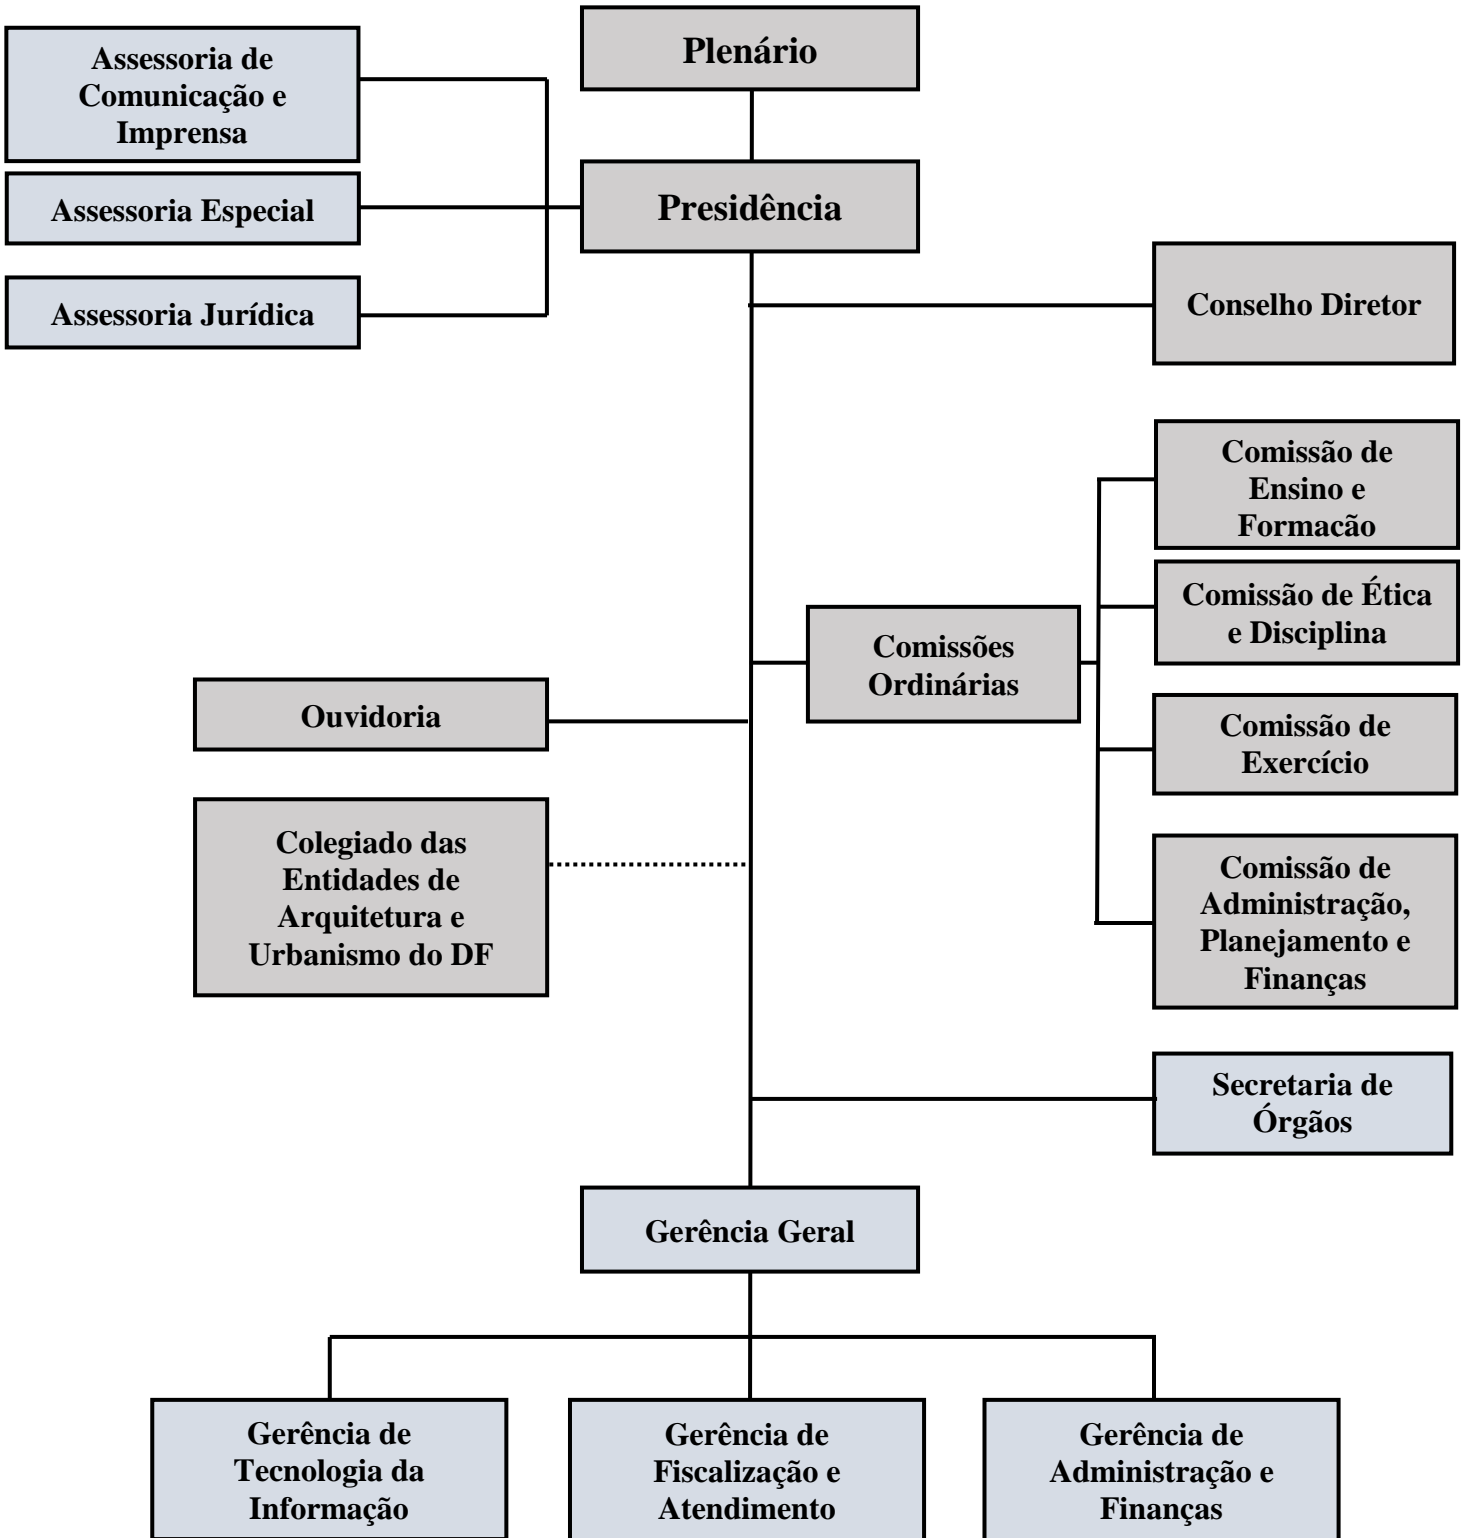 Plenário
Assessoria de
Comunicação e
Imprensa
Assessoria Especial
Presidência
Assessoria Jurídica
Conselho Diretor
Comissão de
Ensino e
Formacão
Comissão de Ética
e Disciplina
Comissões
Ordinárias
Ouvidoria
Comissão de
Exercício
Colegiado das
Entidades de
Arquitetura e
Urbanismo do DF
Comissão de
Administração,
Planejamento e
Finanças
Secretaria de
Órgãos
Gerência Geral
Gerência de
Tecnologia da
Informação
Gerência de
Fiscalização e
Atendimento
Gerência de
Administração e
Finanças